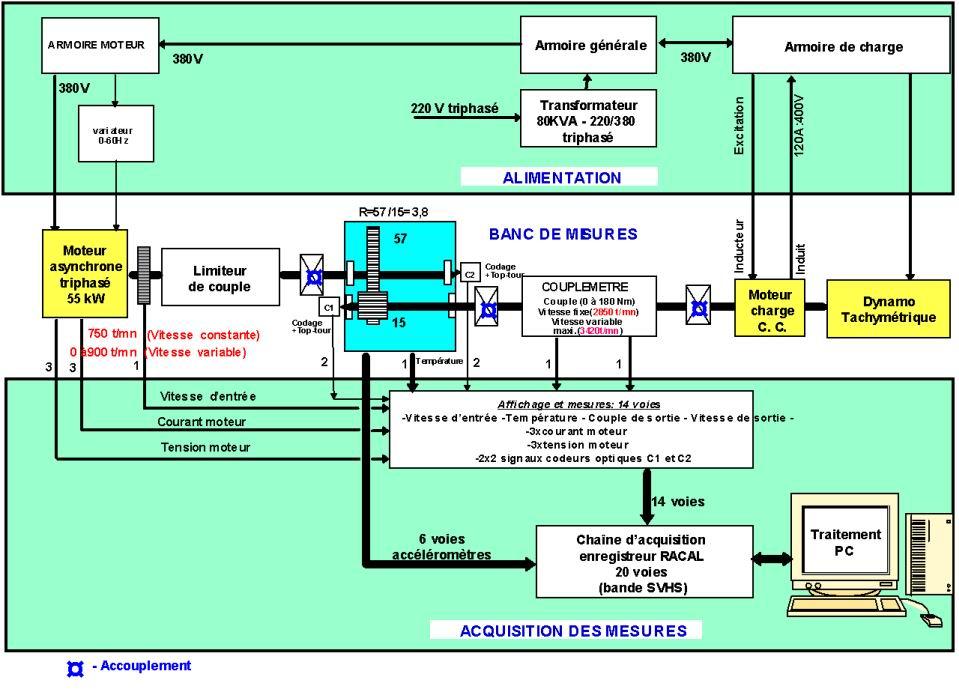 ARMOIRE MOTEUR
380V
Armoire générale
380V
Armoire de charge
380V
variateur
0-60Hz
220 V triphasé
Transformateur
80KVA - 220/380
triphasé
Excitation
120A:400V
ALIMENTATION
R=57/15= 3,8
BANC DE MISURES
Moteur
asynchrone
triphasé
55 kW
Limiteur
de couple
57
15
C2
Codage
+Top-tour
C1
Codage
+Top-tour
COUPLEMETRE
Couple (0 à 180 Nm)
Vitesse fixe(2850 t/mn)
Vitesse variable
maxi.(3420t/mn)
Inducteur
Induit
Moteur
charge
C. C.
Dynamo
Tachymétrique
750 t/mn (Vitesse constante)
0 à900 t/mn (Vitesse variable)
3
3
1
2
1
Température
2
1
1
Vitesse d'entrée
Courant moteur
Tension moteur
Affichage et mesures: 14 voies
-Vitesse d'entrée -Température - Couple de sortie - Vitesse de sortie -
-3xcourant moteur
-3xtension moteur
-2x2 signaux codeurs optiques C1 et C2
14 voies
6 voies
accéléromètres
Chaîne d'acquisition
enregistreur RACAL
20 voies
(bande SVHS)
Traitement
PC
ACQUISITION DES MESURES
- Accouplement